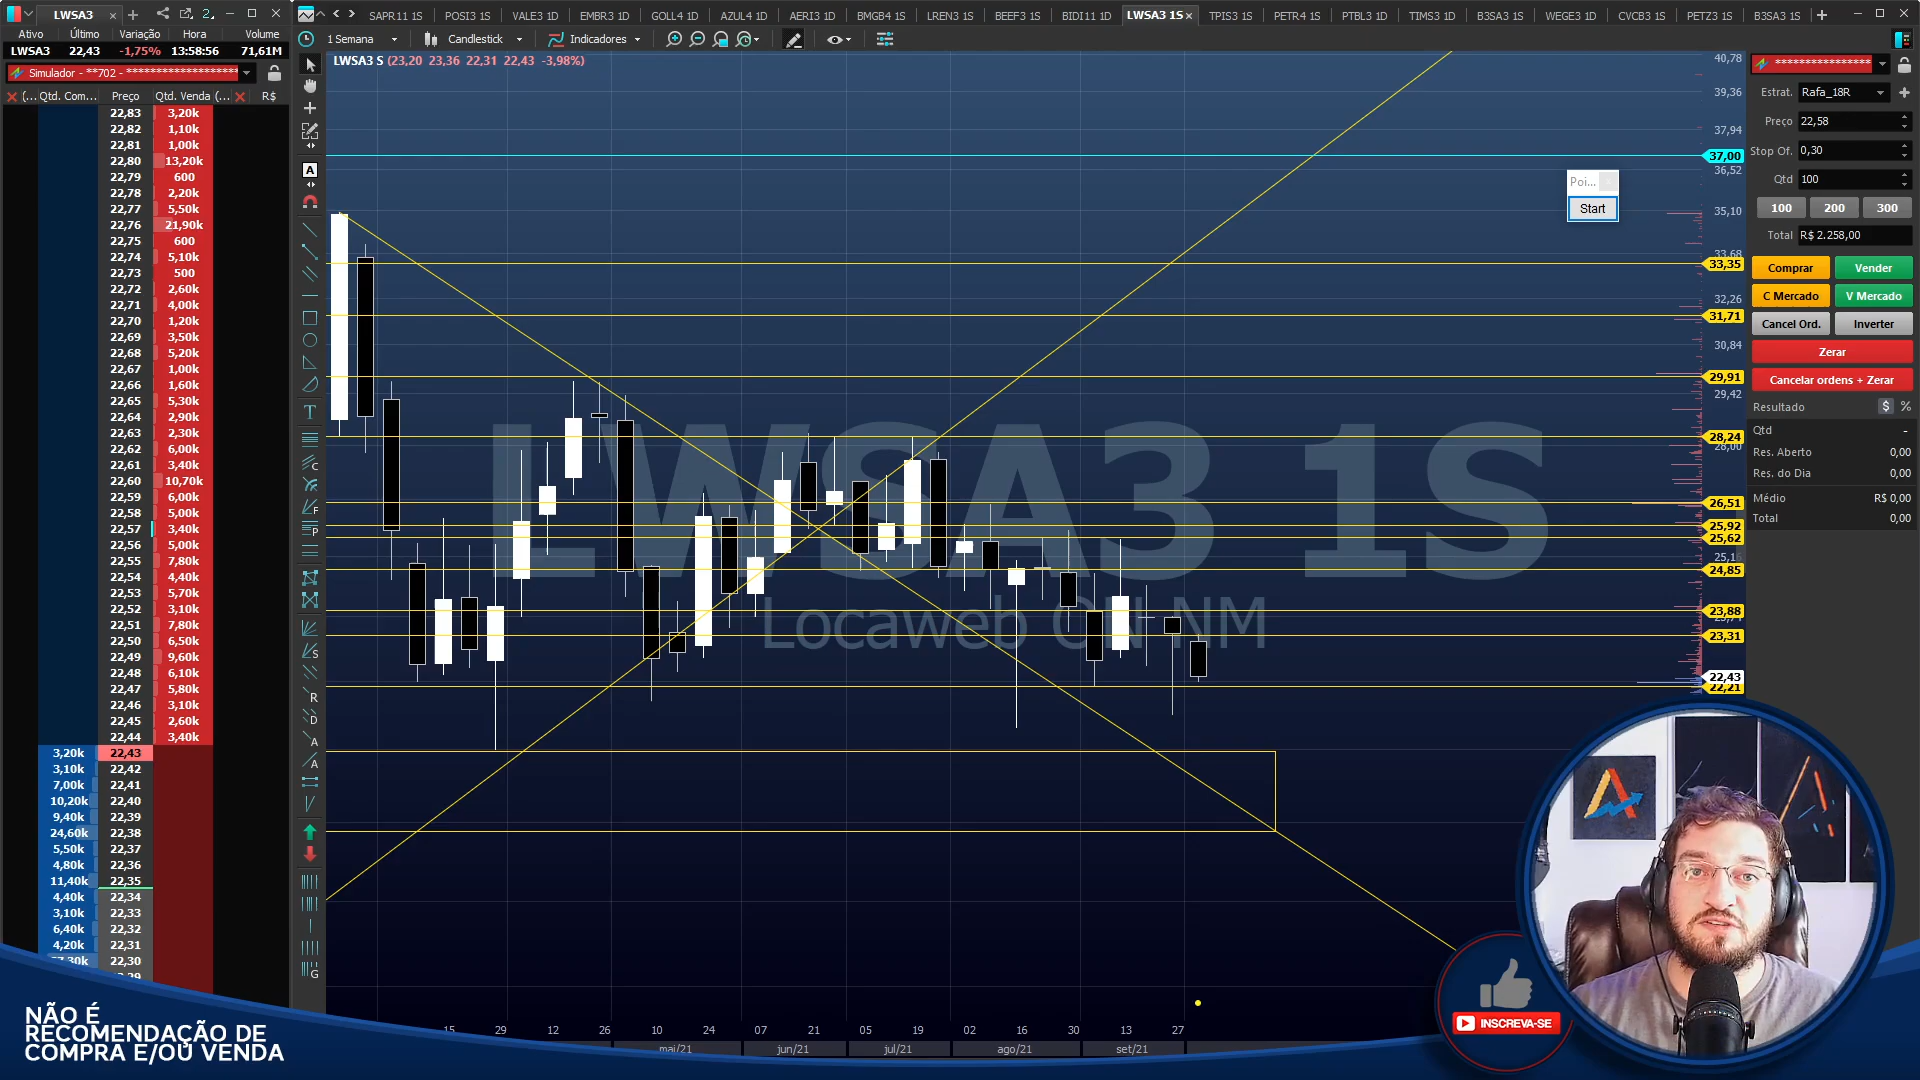 LWSA3
Ativo Último Variação Hora Volume
LWSA3 22,43 -1,75% 13:58:56 71,61M
Simulador - **702 - ********************
(... Qtd. Com... Preço Qtd. Venda (... R$
22,83 3,20k
22,82 1,10k
22,81 1,00k
22,80 13,20k
22,79 600
22,78 2,20k
22,77 5,50k
22,76 21,90k
22,75 600
22,74 5,10k
22,73 500
22,72 2,60k
22,71 4,00k
22,70 1,20k
22,69 3,50k
22,68 5,20k
22,67 1,00k
22,66 1,60k
22,65 5,30k
22,64 2,90k
22,63 2,30k
22,62 6,00k
22,61 3,40k
22,60 10,70k
22,59 6,00k
22,58 5,00k
22,57 3,40k
22,56 5,00k
22,55 7,80k
22,54 4,40k
22,53 5,70k
22,52 3,10k
22,51 7,80k
22,50 6,50k
22,49 9,60k
22,48 6,10k
22,47 5,80k
22,46 3,10k
22,45 2,60k
22,44 3,40k
3,20k 22,43
3,10k 22,42
7,00k 22,41
10,20k 22,40
9,40k 22,39
24,60k 22,38
5,50k 22,37
4,80k 22,36
11,40k 22,35
4,40k 22,34
3,10k 22,33
6,40k 22,32
4,20k 22,31
22,30
NÃO É
RECOMENDAÇÃO DE
COMPRA E/OU VENDA
SAPR11 1S POSI3 1S VALE3 1D EMBR3 1D GOLL4 1D AZUL4 1D AERI3 1D BMGB4 1S LREN3 1S BEEF3 1S BIDI11 1D LWSA3 1S TPIS3 1S PETR4 1S PTBL3 1D TIMS3 1D B3SA3 1S WEGE3 1D CVCB3 1S PETZ3 1S B3SA3 1S
1 Semana Candlestick Indicadores
LWSA3 S (23,20 23,36 22,31 22,43 -3,98%)
LWSA3 1S
Locaweb ON NM
Poi...
Start
40,78
39,36
37,94
37,00
36,52
35,10
33,68
33,35
32,26
31,71
30,84
29,91
29,42
28,24
28,00
26,51
25,92
25,62
24,85
23,88
23,31
22,43
22,21
15 29 12 26 10 24 07 21 05 19 02 16 30 13 27
mai/21 jun/21 jul/21 ago/21 set/21
Estrat. Rafa_18R
Preço 22,58
Stop Of. 0,30
Qtd 100
100 200 300
Total R$ 2.258,00
Comprar Vender
C Mercado V Mercado
Cancel Ord. Inverter
Zerar
Cancelar ordens + Zerar
Resultado $ %
Qtd -
Res. Aberto 0,00
Res. do Dia 0,00
Médio R$ 0,00
Total 0,00
INSCREVA-SE